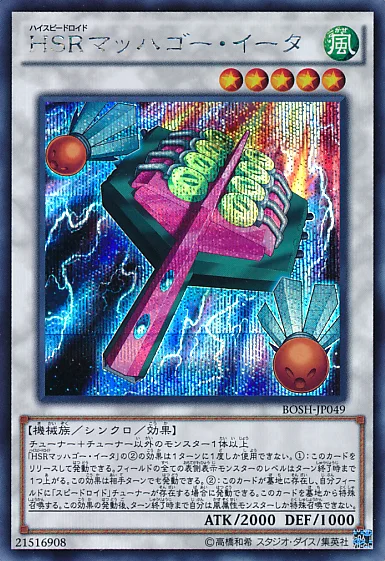 ハイスピードロイド
HSRマッハゴー・イータ
風
BOSH-JP049
【機械族／シンクロ／効果】
チューナー＋チューナー以外のモンスター1体以上
「HSRマッハゴー・イータ」の②の効果は1ターンに1度しか使用できない。①：このカードを
リリースして発動できる。フィールドの全ての表側表示モンスターのレベルはターン終了時まで
1つ上がる。この効果は相手ターンでも発動できる。②：このカードが墓地に存在し、自分フィー
ルドに「スピードロイド」チューナーが存在する場合に発動できる。このカードを墓地から特殊
召喚する。この効果の発動後、ターン終了時まで自分は風属性モンスターしか特殊召喚できない。
ATK/2000 DEF/1000
21516908
©高橋和希 スタジオ・ダイス/集英社